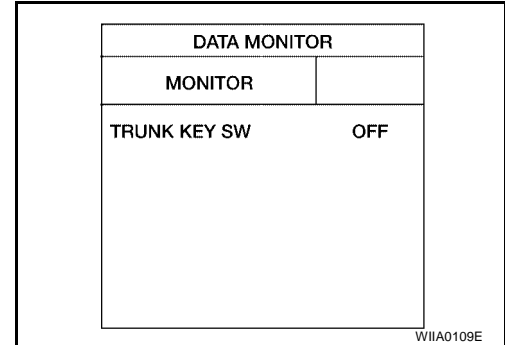 DATA MONITOR
MONITOR
TRUNK KEY SW OFF
WIIA0109E